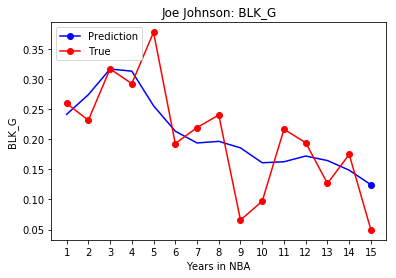 Joe Johnson: BLK_G
Prediction
True
BLK_G
0.35
0.30
0.25
0.20
0.15
0.10
0.05
1 2 3 4 5 6 7 8 9 10 11 12 13 14 15
Years in NBA